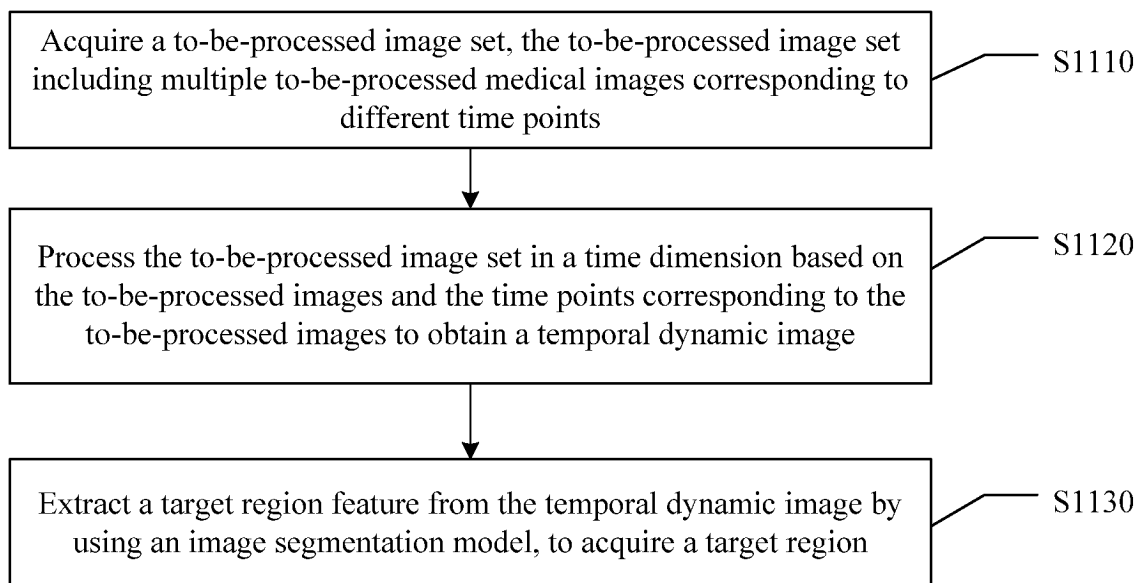 Acquire a to-be-processed image set, the to-be-processed image set
including multiple to-be-processed medical images corresponding to
different time points
S1110
Process the to-be-processed image set in a time dimension based on
the to-be-processed images and the time points corresponding to the
to-be-processed images to obtain a temporal dynamic image
S1120
Extract a target region feature from the temporal dynamic image by
using an image segmentation model, to acquire a target region
S1130